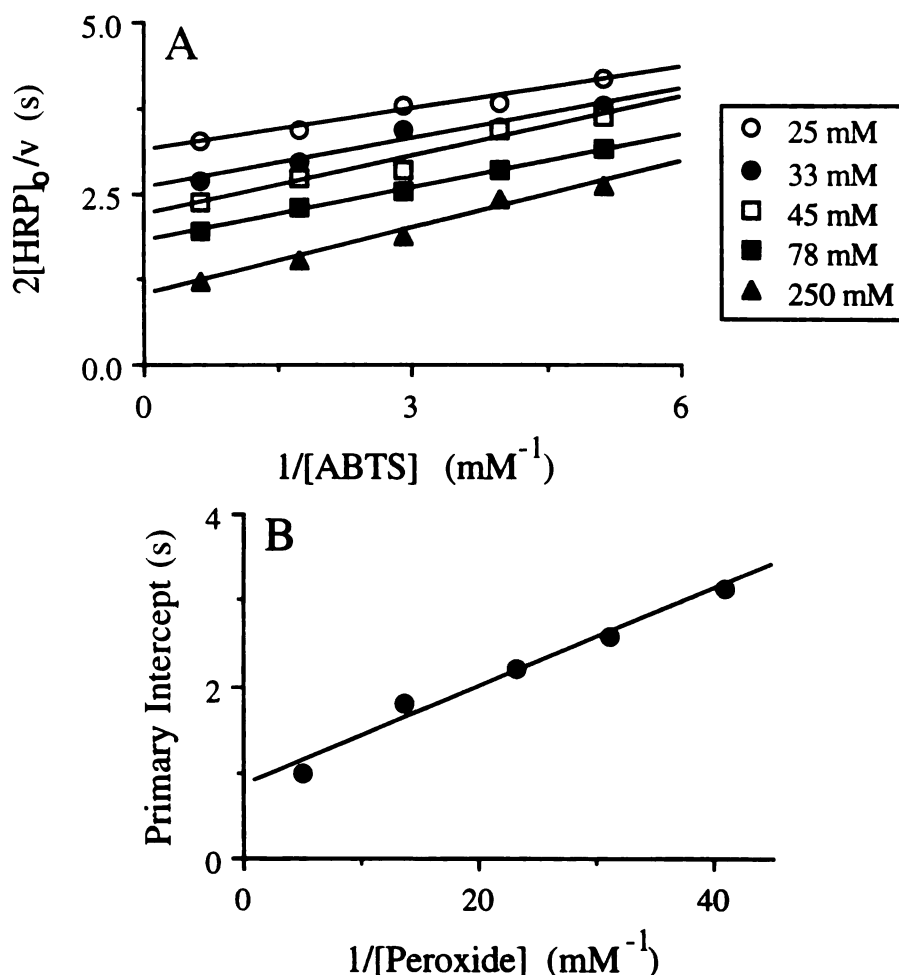 A
5.0
2.5
0.0
2[HRP]o/v (s)
0 3 6
1/[ABTS] (mM-1)
25 mM
33 mM
45 mM
78 mM
250 mM
B
4
2
0
Primary Intercept (s)
0 20 40
1/[Peroxide] (mM-1)